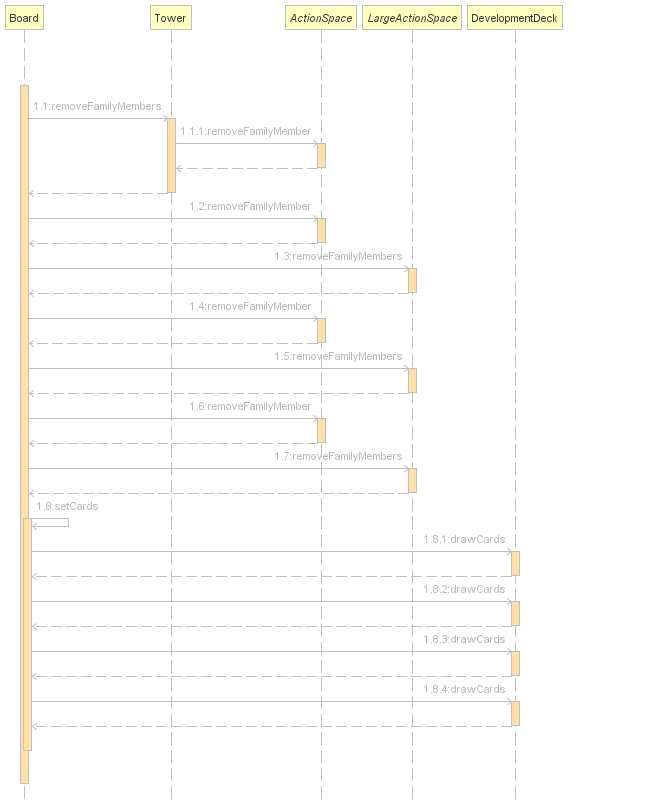 Board Tower ActionSpace LargeActionSpace DevelopmentDeck
1.1:removeFamilyMembers
1.1.1:removeFamilyMember
1.2:removeFamilyMember
1.3:removeFamilyMembers
1.4:removeFamilyMember
1.5:removeFamilyMembers
1.6:removeFamilyMember
1.7:removeFamilyMembers
1.8:setCards
1.8.1:drawCards
1.8.2:drawCards
1.8.3:drawCards
1.8.4:drawCards